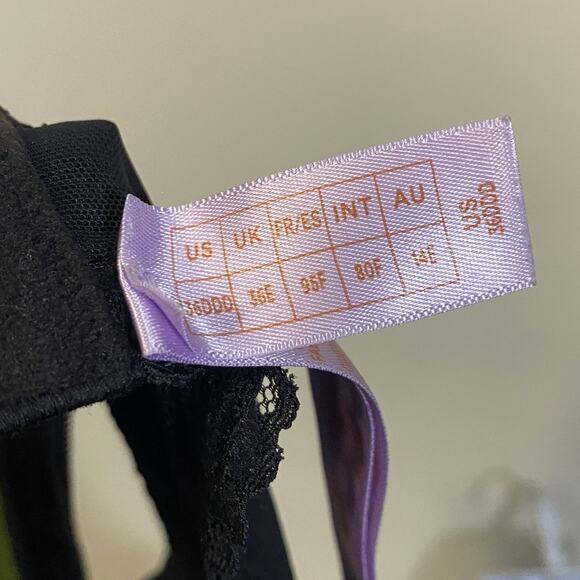 US UK FR/ES INT AU
36DDD 36E 95F 80F 14E
US
36DDD